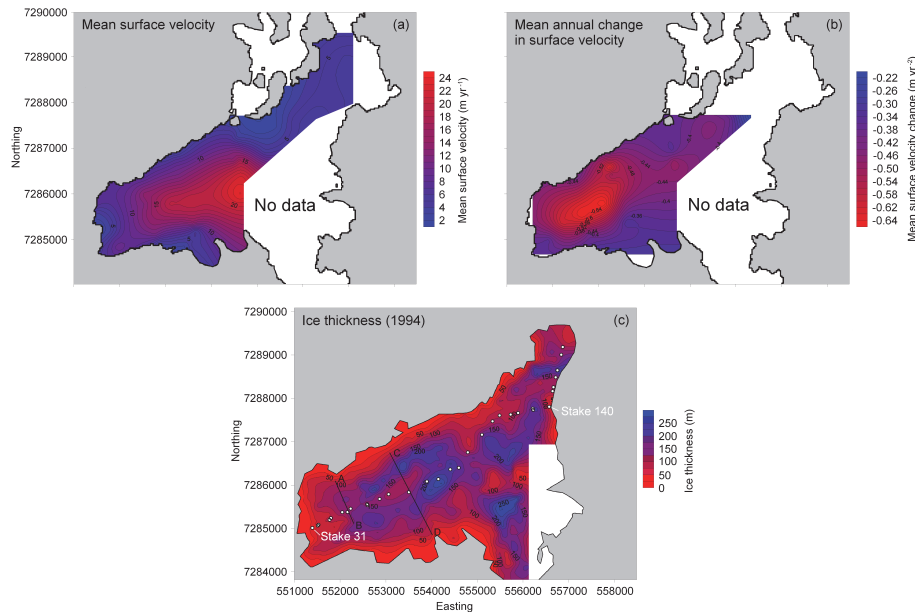 Mean surface velocity
(a)
7290000
7289000
7288000
7287000
7286000
7285000
Northing
No data
24
22
20
18
16
14
12
10
8
6
4
2
Mean surface velocity (m yr⁻¹)
Mean annual change
in surface velocity
(b)
No data
-0.22
-0.26
-0.30
-0.34
-0.38
-0.42
-0.46
-0.50
-0.54
-0.58
-0.62
-0.64
Mean surface velocity change (m yr⁻²)
Ice thickness (1994)
(c)
7290000
7289000
7288000
7287000
7286000
7285000
7284000
Northing
A
B
C
D
Stake 31
Stake 140
250
200
150
100
50
0
Ice thickness (m)
551000 552000 553000 554000 555000 556000 557000 558000
Easting